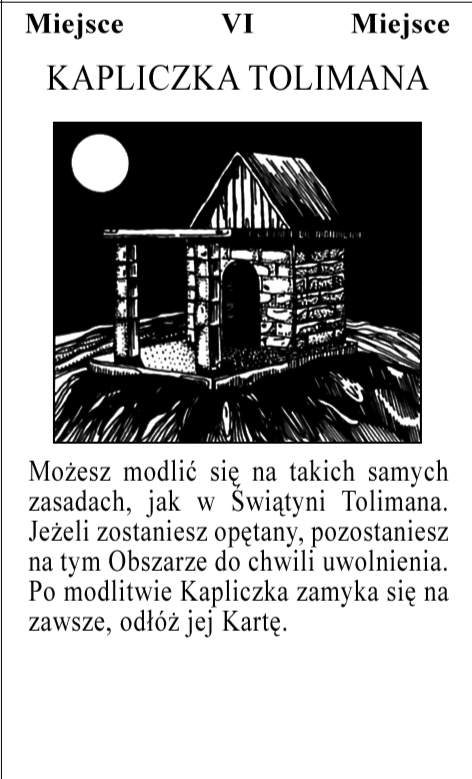 Miejsce VI Miejsce
KAPLICZKA TOLIMANA
Możesz modlić się na takich samych
zasadach, jak w Świątyni Tolimana.
Jeżeli zostaniesz opętany, pozostaniesz
na tym Obszarze do chwili uwolnienia.
Po modlitwie Kapliczka zamyka się na
zawsze, odłóż jej Kartę.